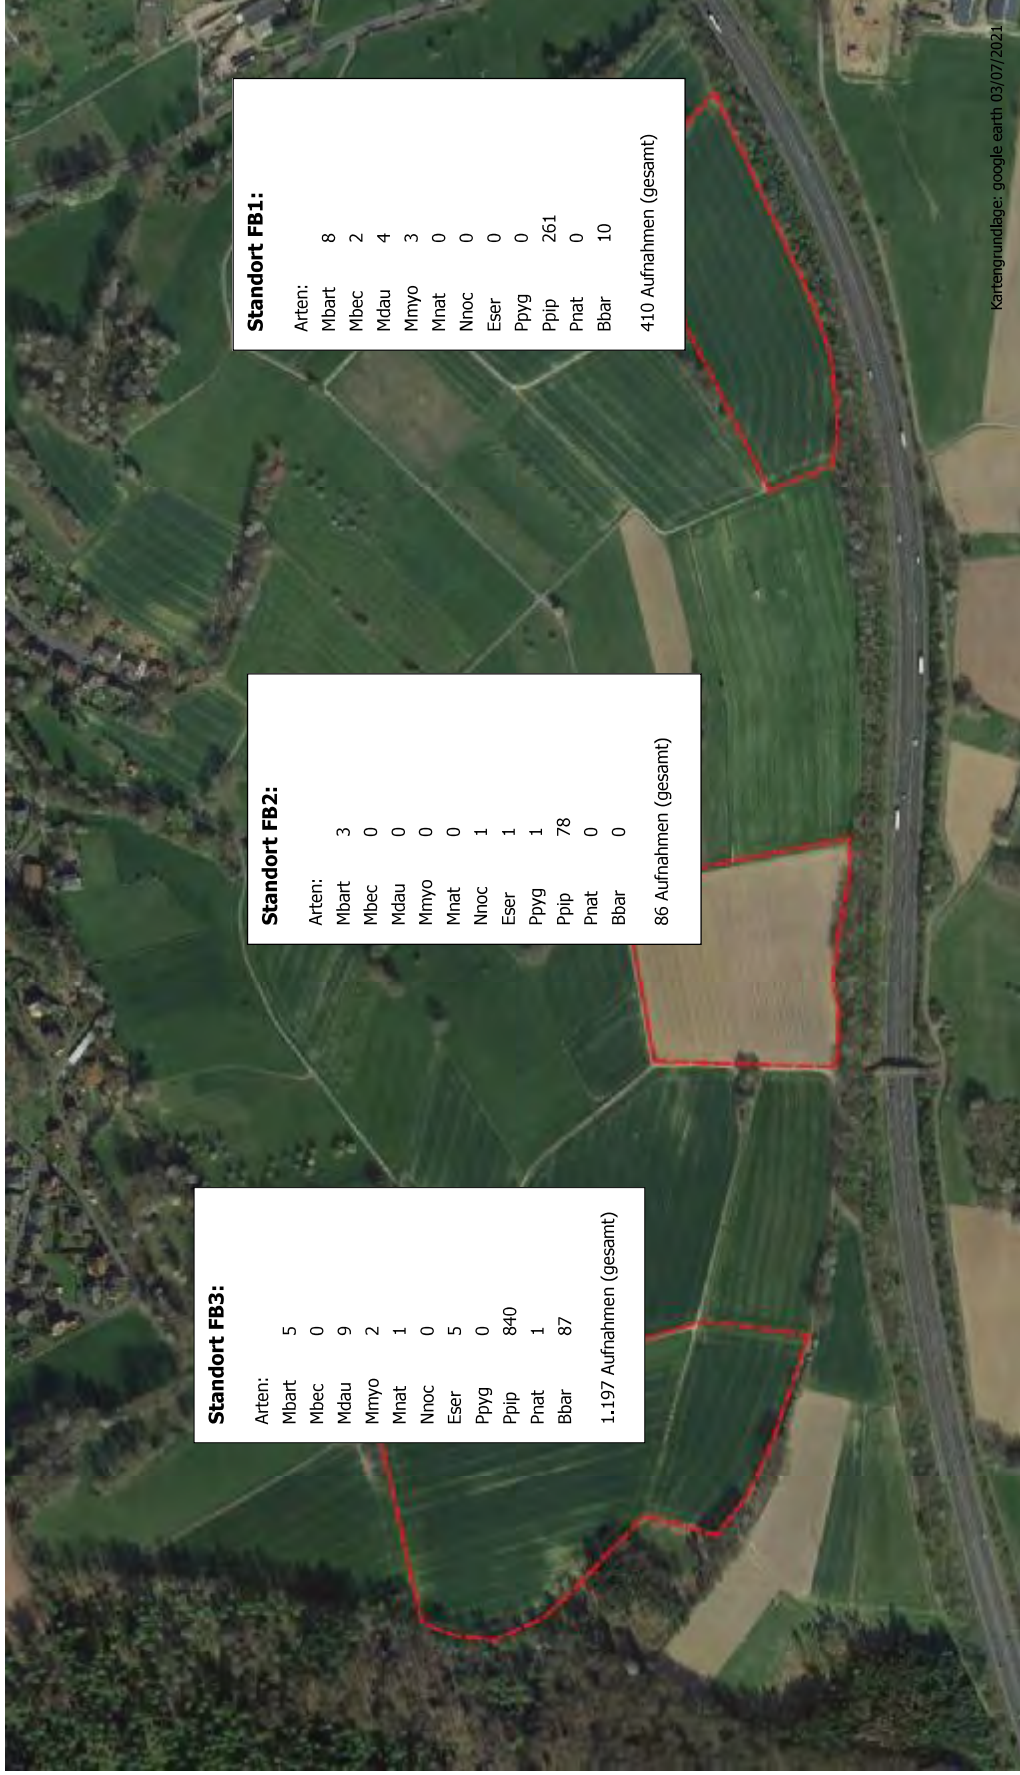 Standort FB3:
Arten:
Mbart 5
Mbec 0
Mdau 9
Mmyo 2
Mnat 1
Nnoc 0
Eser 5
Ppyg 0
Ppip 840
Pnat 1
Bbar 87
1.197 Aufnahmen (gesamt)
Standort FB2:
Arten:
Mbart 3
Mbec 0
Mdau 0
Mmyo 0
Mnat 0
Nnoc 1
Eser 1
Ppyg 1
Ppip 78
Pnat 0
Bbar 0
86 Aufnahmen (gesamt)
Standort FB1:
Arten:
Mbart 8
Mbec 2
Mdau 4
Mmyo 3
Mnat 0
Nnoc 0
Eser 0
Ppyg 0
Ppip 261
Pnat 0
Bbar 10
410 Aufnahmen (gesamt)
Kartengrundlage: google earth 03/07/2021